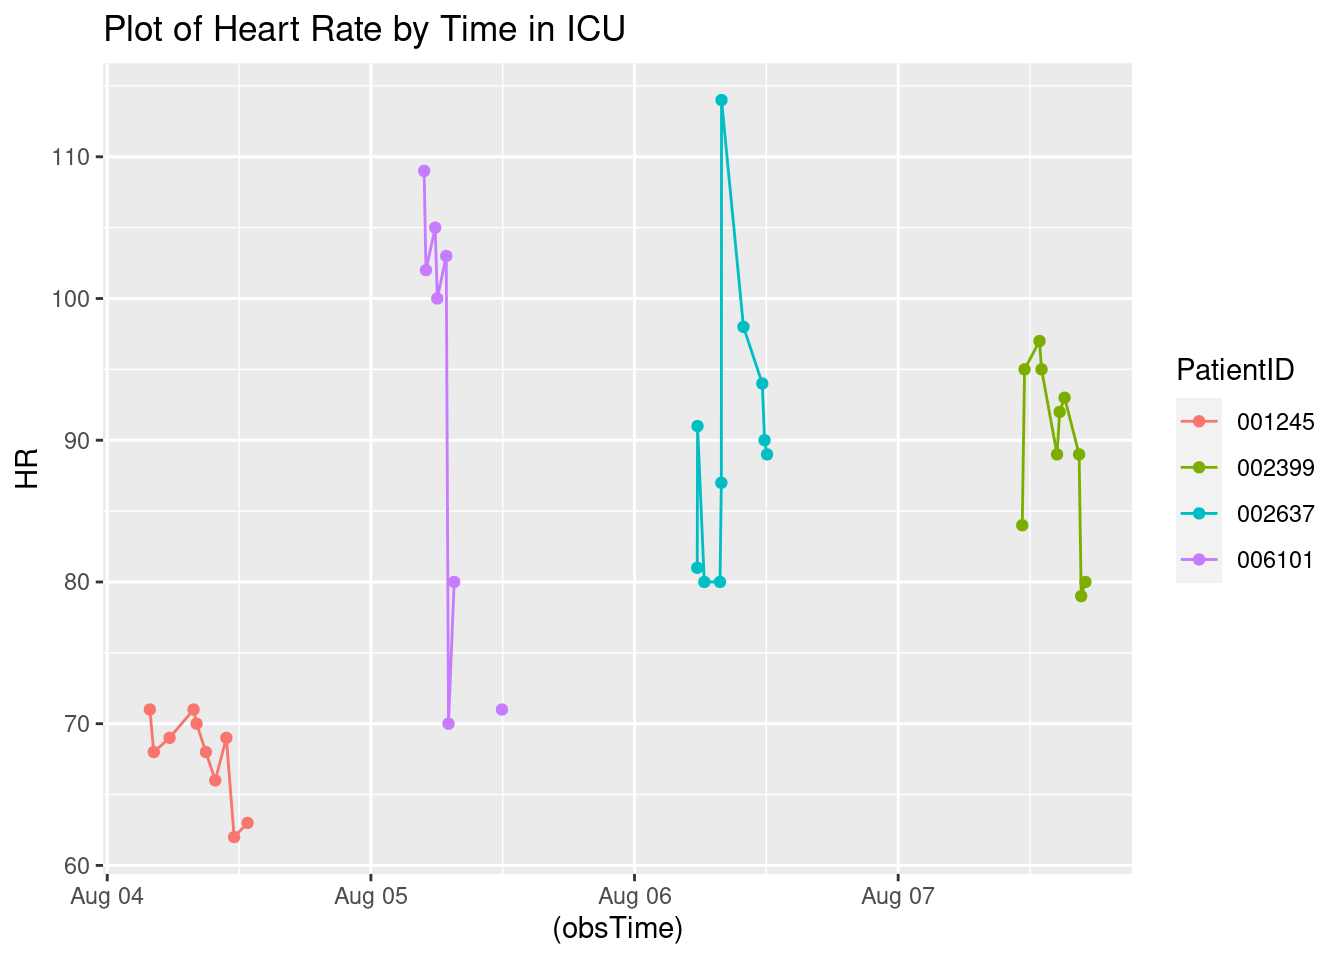 Plot of Heart Rate by Time in ICU
110
100
90
80
70
60
HR
Aug 04 Aug 05 Aug 06 Aug 07
(obsTime)
PatientID
001245
002399
002637
006101